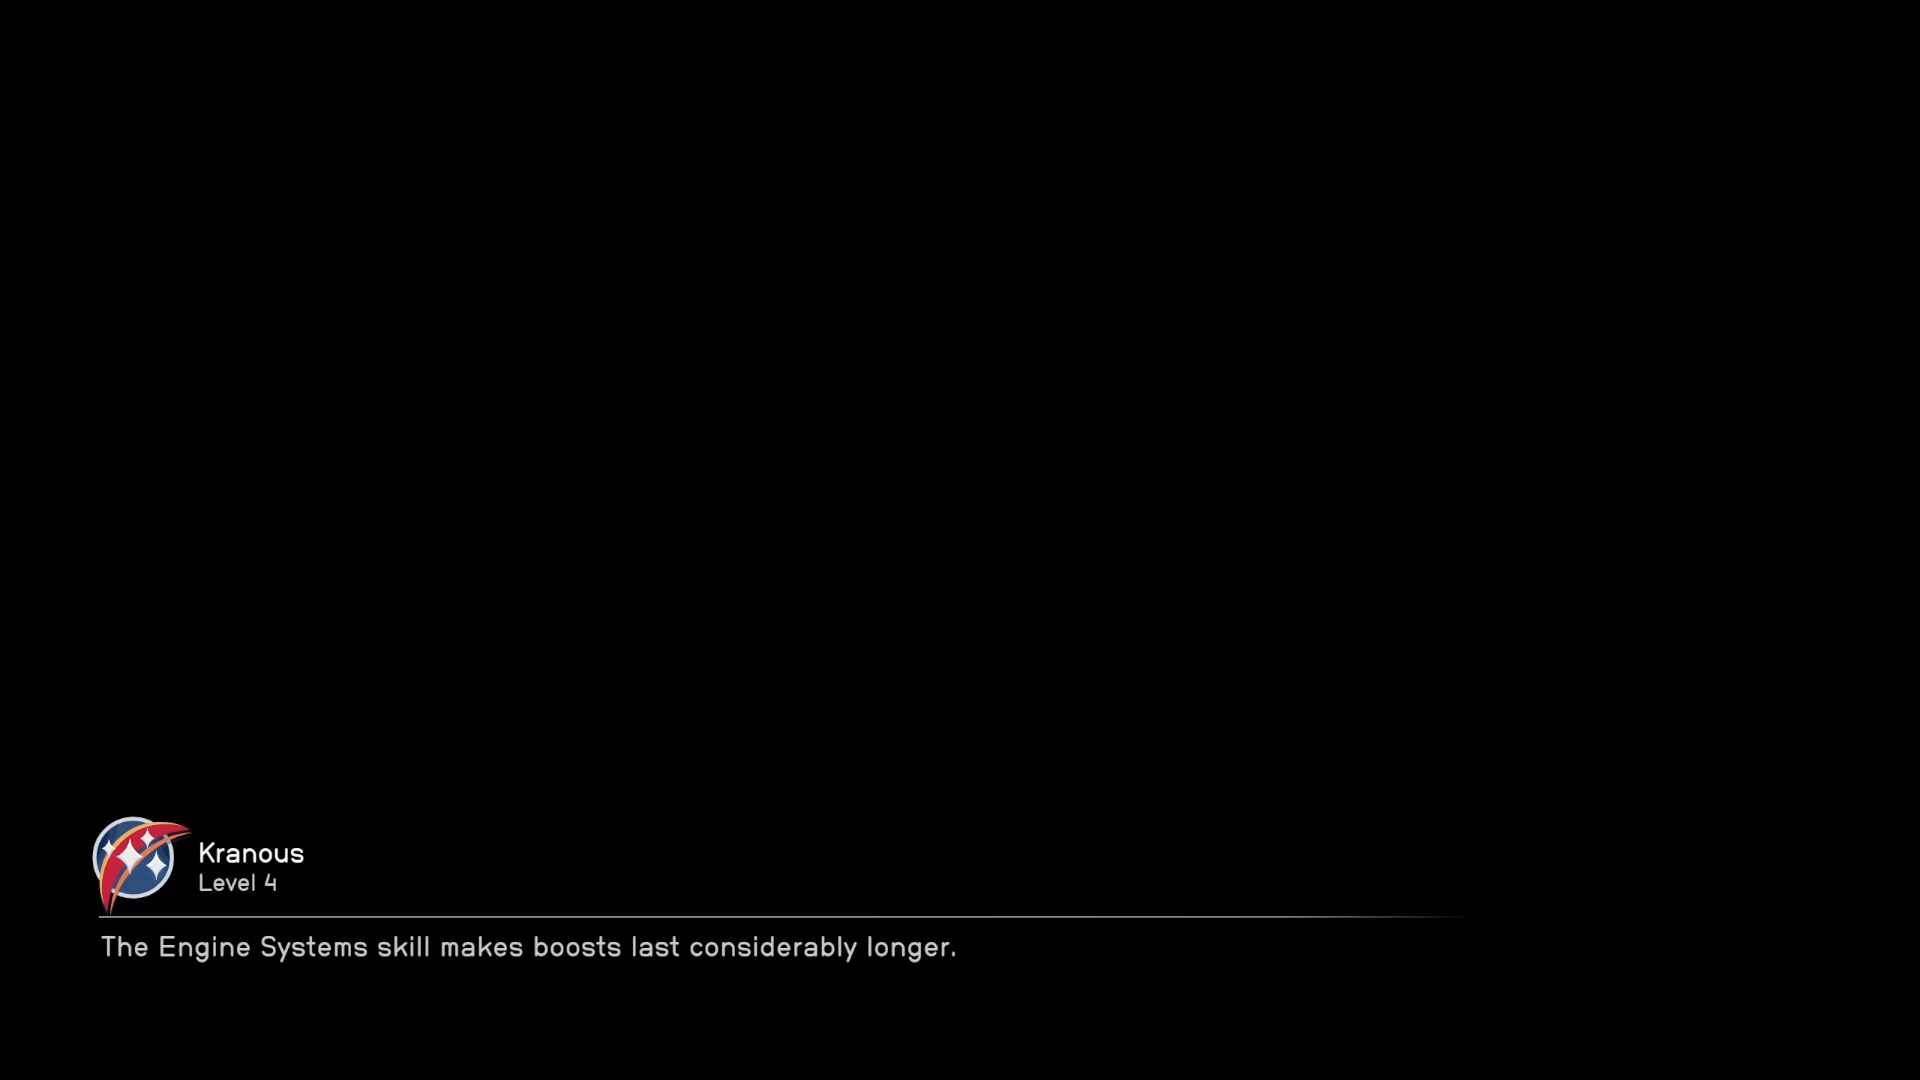 Kranous
Level 4
The Engine Systems skill makes boosts last considerably longer.